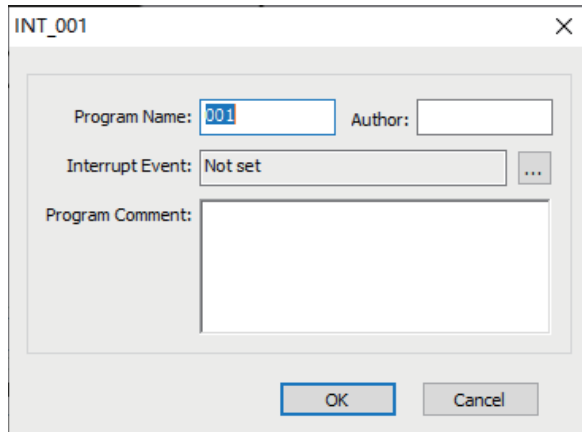 INT_001
Program Name: 001 Author:
Interrupt Event: Not set ...
Program Comment:
OK Cancel